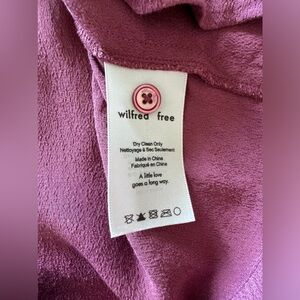 wilfred free
Dry Clean Only
Nettoyage à Sec Seulement
Made in China
Fabriqué en Chine
A little love
goes a long way.